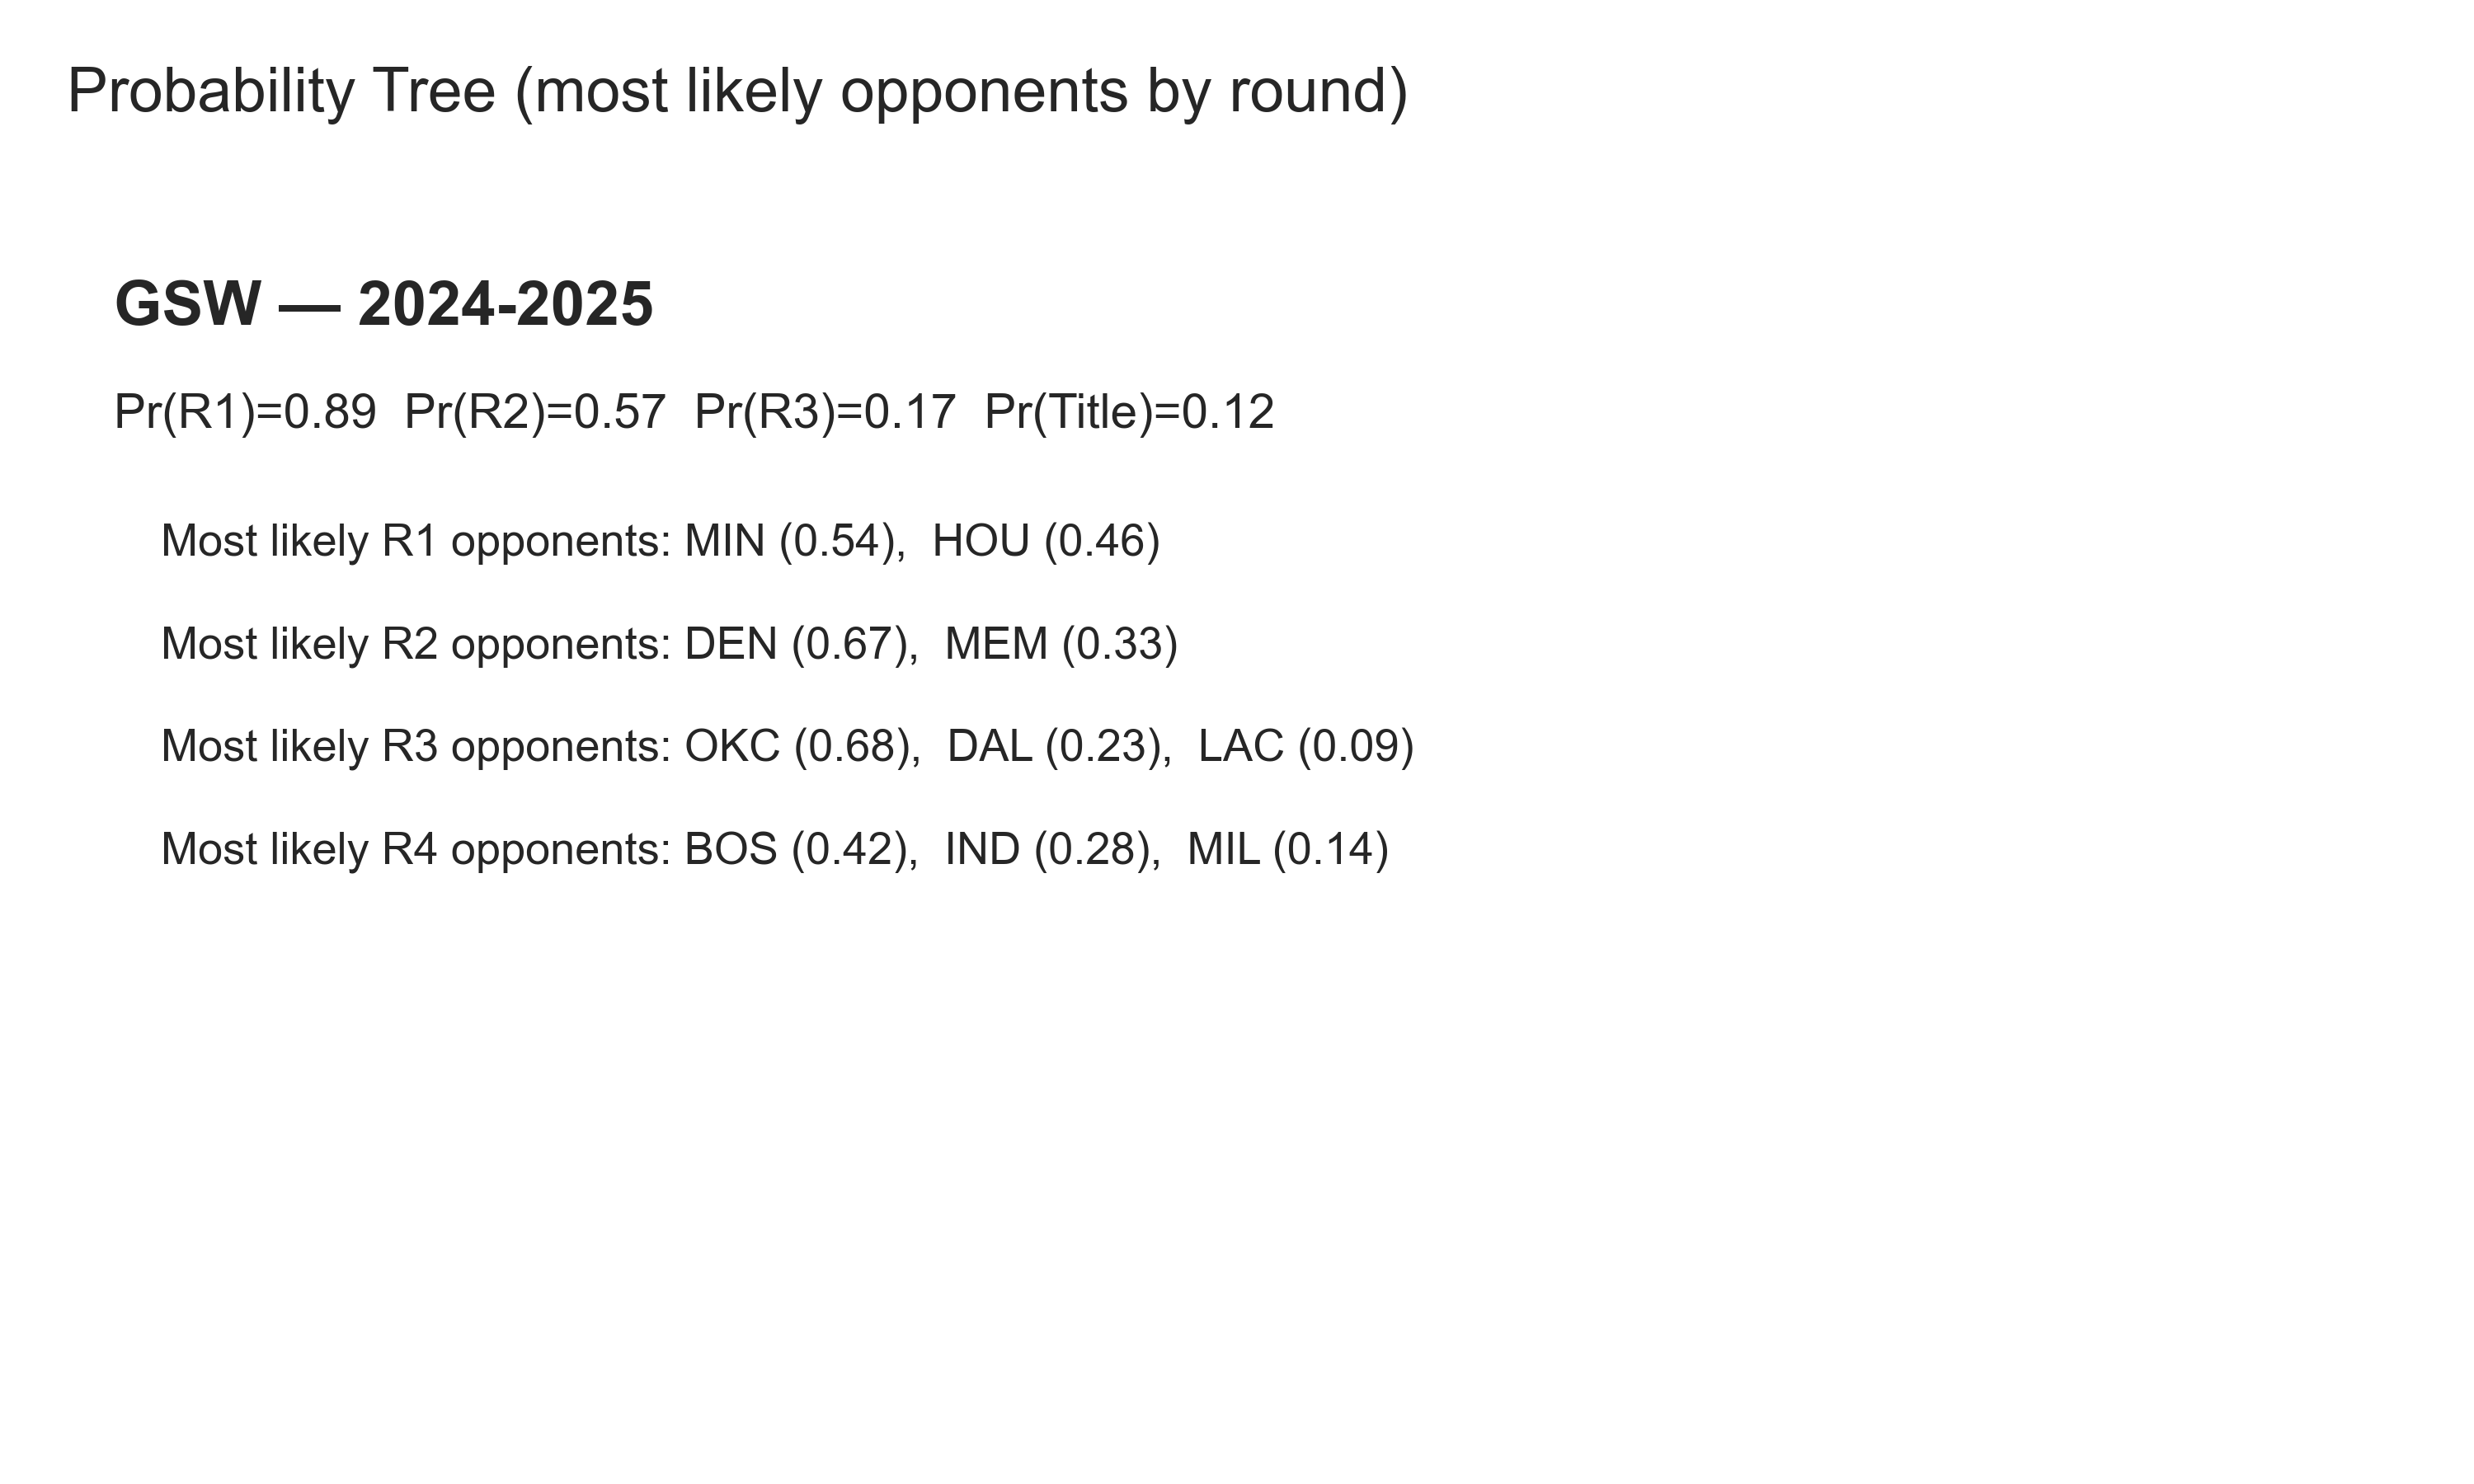 Probability Tree (most likely opponents by round)
GSW — 2024-2025
Pr(R1)=0.89  Pr(R2)=0.57  Pr(R3)=0.17  Pr(Title)=0.12
Most likely R1 opponents: MIN (0.54),  HOU (0.46)
Most likely R2 opponents: DEN (0.67),  MEM (0.33)
Most likely R3 opponents: OKC (0.68),  DAL (0.23),  LAC (0.09)
Most likely R4 opponents: BOS (0.42),  IND (0.28),  MIL (0.14)